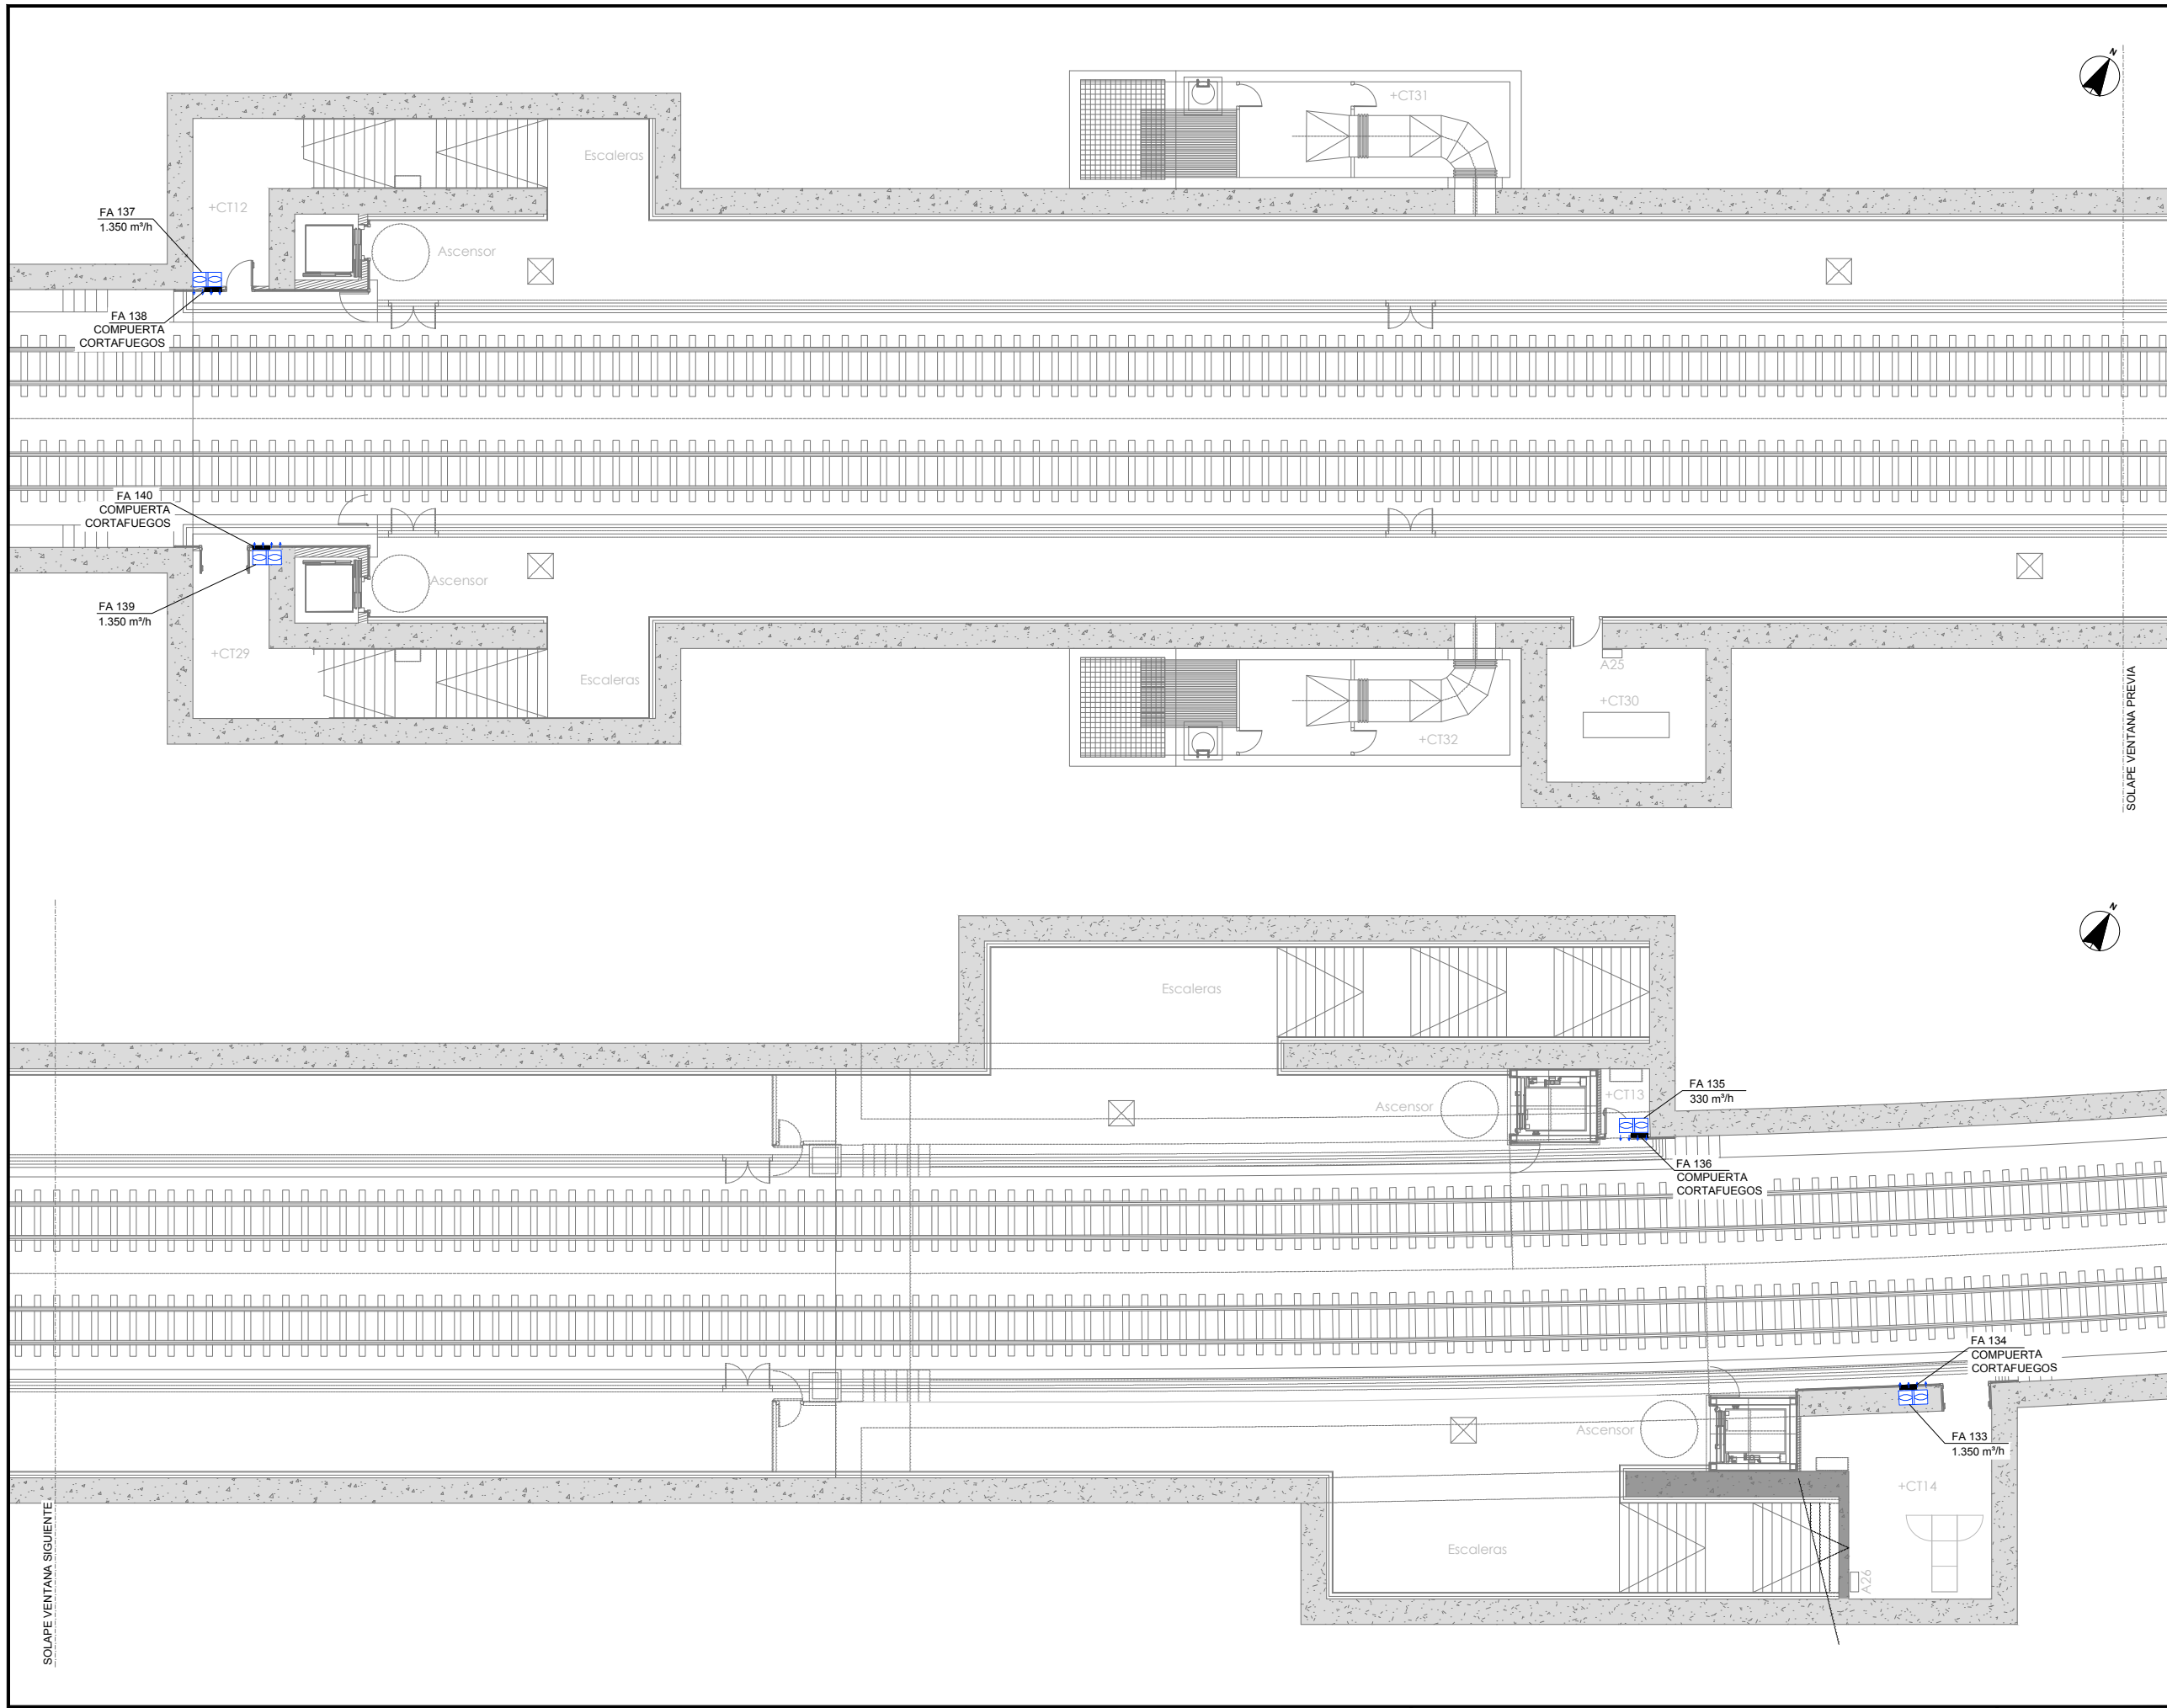 N
+CT31
Escaleras
+CT12
FA 137
1.350 m³/h
Ascensor
FA 138
COMPUERTA
CORTAFUEGOS
FA 140
COMPUERTA
CORTAFUEGOS
Ascensor
FA 139
1.350 m³/h
+CT29
Escaleras
A25
+CT30
+CT32
SOLAPE VENTANA PREVIA
N
Escaleras
FA 135
330 m³/h
+CT13
Ascensor
FA 136
COMPUERTA
CORTAFUEGOS
FA 134
COMPUERTA
CORTAFUEGOS
Ascensor
FA 133
1.350 m³/h
+CT14
Escaleras
A26
SOLAPE VENTANA SIGUIENTE